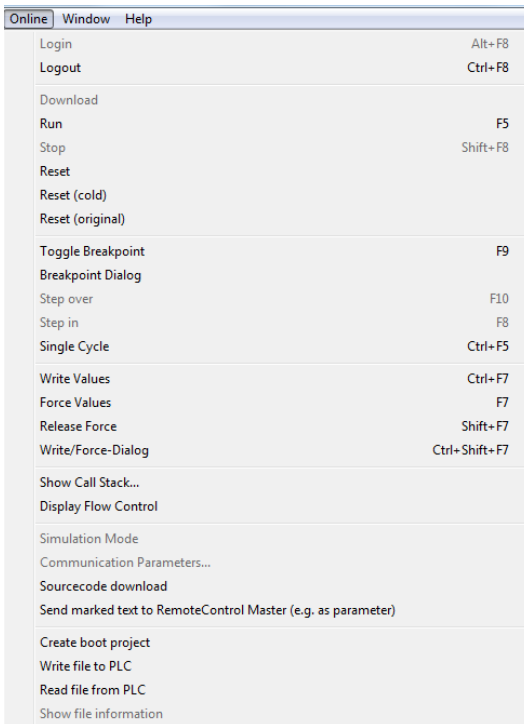 Online Window Help
Login Alt+F8
Logout Ctrl+F8
Download
Run F5
Stop Shift+F8
Reset
Reset (cold)
Reset (original)
Toggle Breakpoint F9
Breakpoint Dialog
Step over F10
Step in F8
Single Cycle Ctrl+F5
Write Values Ctrl+F7
Force Values F7
Release Force Shift+F7
Write/Force-Dialog Ctrl+Shift+F7
Show Call Stack...
Display Flow Control
Simulation Mode
Communication Parameters...
Sourcecode download
Send marked text to RemoteControl Master (e.g. as parameter)
Create boot project
Write file to PLC
Read file from PLC
Show file information